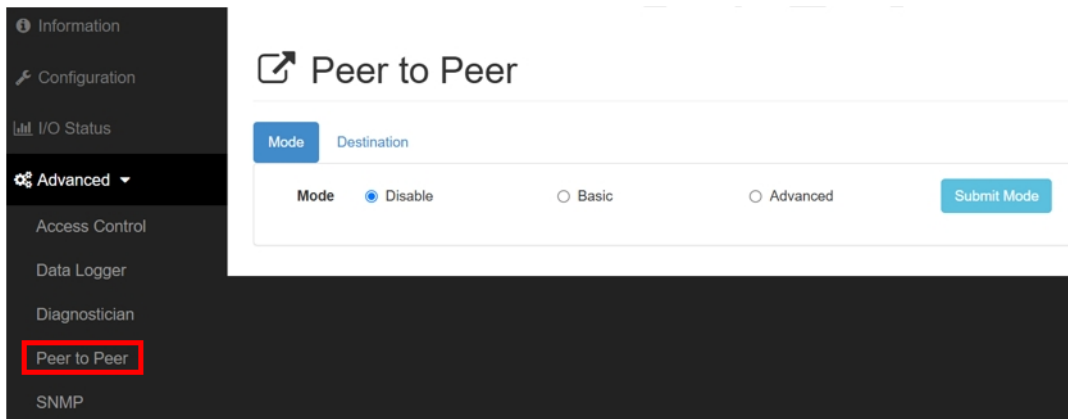 Information
Configuration
I/O Status
Advanced
Access Control
Data Logger
Diagnostician
Peer to Peer
SNMP
Peer to Peer
Mode Destination
Mode Disable Basic Advanced Submit Mode